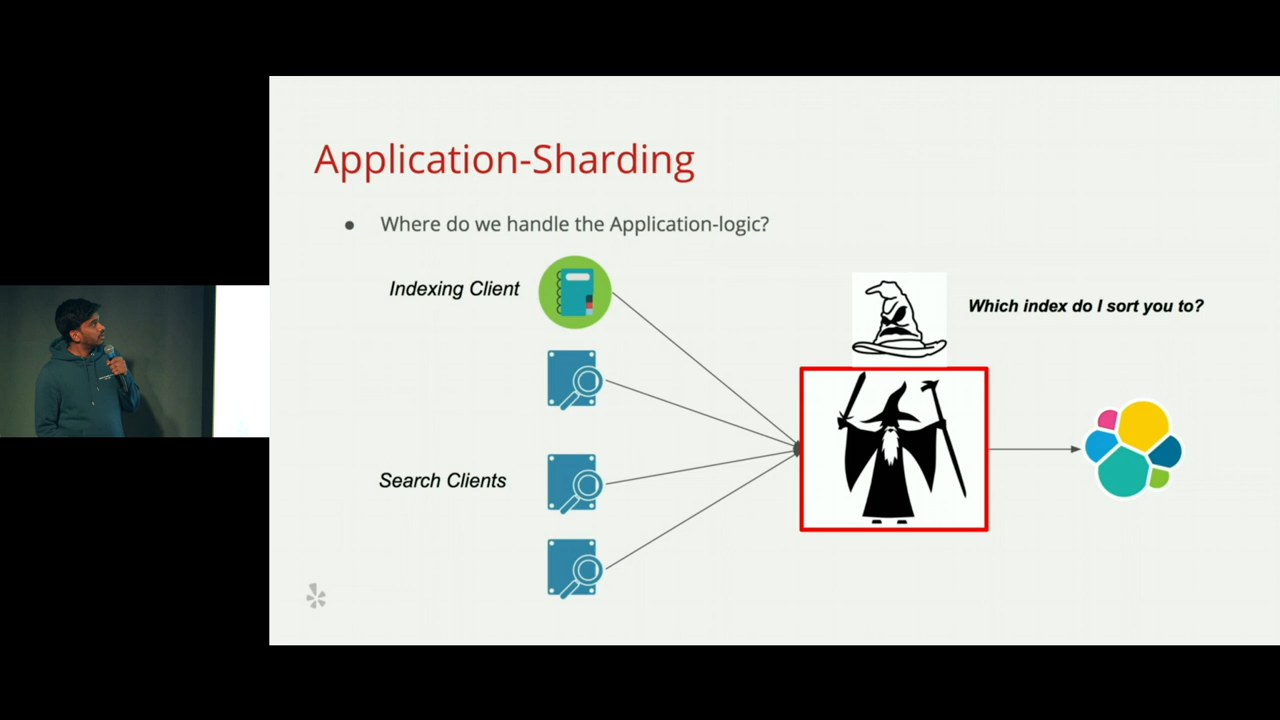 Application-Sharding
● Where do we handle the Application-logic?
Indexing Client
Which index do I sort you to?
Search Clients